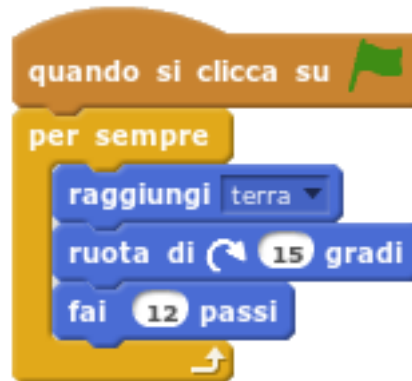 quando si clicca su
per sempre
raggiungi terra
ruota di 15 gradi
fai 12 passi